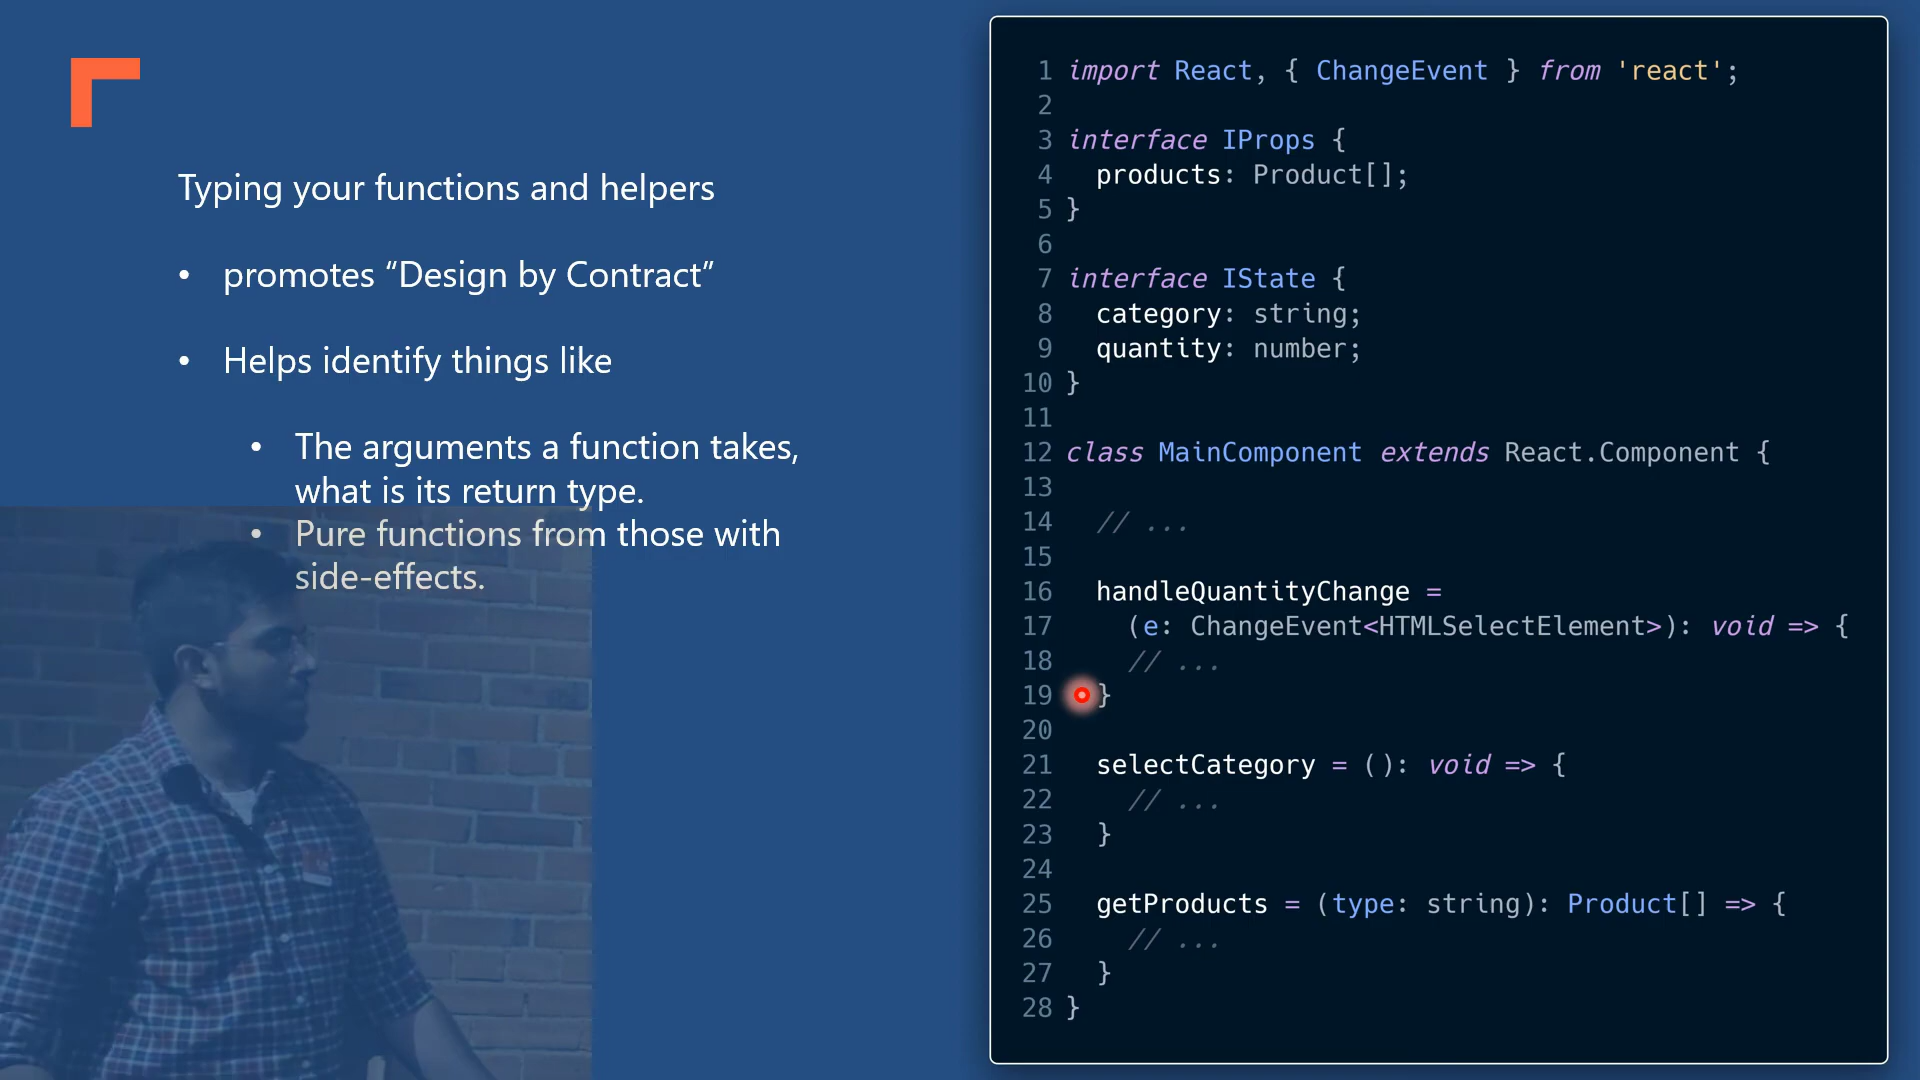 Typing your functions and helpers
• promotes “Design by Contract”
• Helps identify things like
• The arguments a function takes,
what is its return type.
• Pure functions from those with
side-effects.
1 import React, { ChangeEvent } from 'react';
2
3 interface IProps {
4   products: Product[];
5 }
6
7 interface IState {
8   category: string;
9   quantity: number;
10 }
11
12 class MainComponent extends React.Component {
13
14   // ...
15
16   handleQuantityChange =
17     (e: ChangeEvent<HTMLSelectElement>): void => {
18     // ...
19   }
20
21   selectCategory = (): void => {
22     // ...
23   }
24
25   getProducts = (type: string): Product[] => {
26     // ...
27   }
28 }